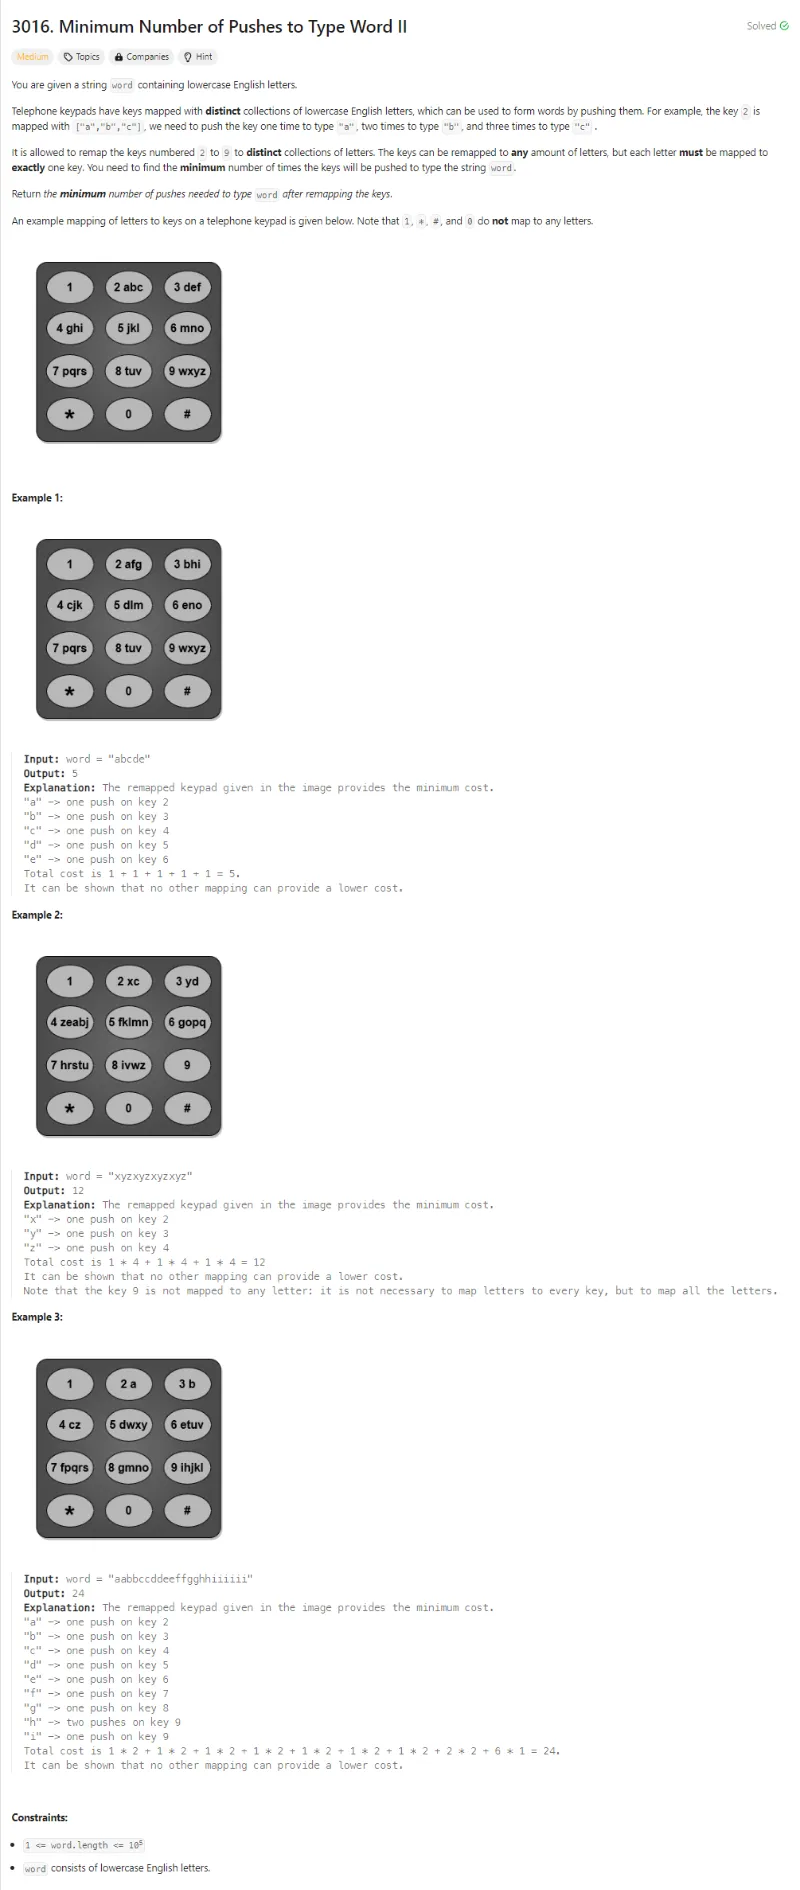 3016. Minimum Number of Pushes to Type Word II
Solved
Medium Topics Companies Hint
You are given a string word containing lowercase English letters.
Telephone keypads have keys mapped with distinct collections of lowercase English letters, which can be used to form words by pushing them. For example, the key 2 is
mapped with ["a","b","c"], we need to push the key one time to type "a", two times to type "b", and three times to type "c" .
It is allowed to remap the keys numbered 2 to 9 to distinct collections of letters. The keys can be remapped to any amount of letters, but each letter must be mapped to
exactly one key. You need to find the minimum number of times the keys will be pushed to type the string word.
Return the minimum number of pushes needed to type word after remapping the keys.
An example mapping of letters to keys on a telephone keypad is given below. Note that 1, *, #, and 0 do not map to any letters.
1 2 abc 3 def
4 ghi 5 jkl 6 mno
7 pqrs 8 tuv 9 wxyz
* 0 #
Example 1:
1 2 afg 3 bhi
4 cjk 5 dlm 6 eno
7 pqrs 8 tuv 9 wxyz
* 0 #
Input: word = "abcde"
Output: 5
Explanation: The remapped keypad given in the image provides the minimum cost.
"a" -> one push on key 2
"b" -> one push on key 3
"c" -> one push on key 4
"d" -> one push on key 5
"e" -> one push on key 6
Total cost is 1 + 1 + 1 + 1 + 1 = 5.
It can be shown that no other mapping can provide a lower cost.
Example 2:
1 2 xc 3 yd
4 zeabj 5 fklmn 6 gopq
7 hrstu 8 ivwz 9
* 0 #
Input: word = "xyzxyzxyzxyz"
Output: 12
Explanation: The remapped keypad given in the image provides the minimum cost.
"x" -> one push on key 2
"y" -> one push on key 3
"z" -> one push on key 4
Total cost is 1 * 4 + 1 * 4 + 1 * 4 = 12
It can be shown that no other mapping can provide a lower cost.
Note that the key 9 is not mapped to any letter: it is not necessary to map letters to every key, but to map all the letters.
Example 3:
1 2 a 3 b
4 cz 5 dwxy 6 etuv
7 fpqrs 8 gmno 9 ihjkl
* 0 #
Input: word = "aabbccddeeffgghhiiiiii"
Output: 24
Explanation: The remapped keypad given in the image provides the minimum cost.
"a" -> one push on key 2
"b" -> one push on key 3
"c" -> one push on key 4
"d" -> one push on key 5
"e" -> one push on key 6
"f" -> one push on key 7
"g" -> one push on key 8
"h" -> two pushes on key 9
"i" -> one push on key 9
Total cost is 1 * 2 + 1 * 2 + 1 * 2 + 1 * 2 + 1 * 2 + 1 * 2 + 1 * 2 + 2 * 2 + 6 * 1 = 24.
It can be shown that no other mapping can provide a lower cost.
Constraints:
• 1 <= word.length <= 10⁵
• word consists of lowercase English letters.